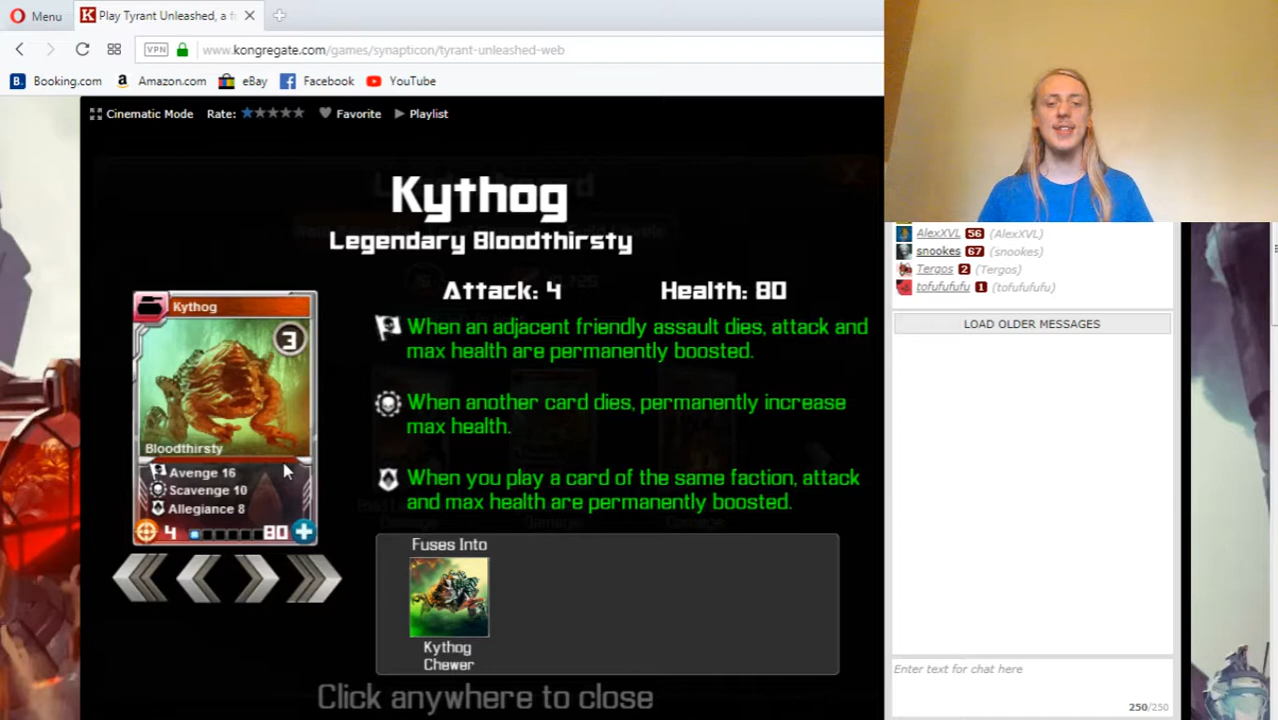 Menu
Play Tyrant Unleashed, a f
VPN
www.kongregate.com/games/synapticon/tyrant-unleashed-web
Booking.com
Amazon.com
eBay
Facebook
YouTube
Cinematic Mode
Rate:
Favorite
Playlist
Kythog
Legendary Bloodthirsty
Attack: 4
Health: 80
Kythog
3
Bloodthirsty
Avenge 16
Scavenge 10
Allegiance 8
4
80
When an adjacent friendly assault dies, attack and
max health are permanently boosted.
When another card dies, permanently increase
max health.
When you play a card of the same faction, attack
and max health are permanently boosted.
Fuses Into
Kythog
Chewer
Click anywhere to close
AlexXVL 56 (AlexXVL)
snookes 67 (snookes)
Tergos 2 (Tergos)
tofufufufu 1 (tofufufufu)
LOAD OLDER MESSAGES
Enter text for chat here
250/250